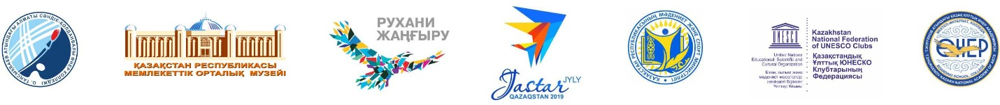 О. ТАҢСЫҚБАЕВ АТЫНДАҒЫ АЛМАТЫ СӘНДІК-ҚОЛДАНБАЛЫ ӨНЕР КОЛЛЕДЖІ
ҚАЗАҚСТАН РЕСПУБЛИКАСЫ
МЕМЛЕКЕТТІК ОРТАЛЫҚ МУЗЕЙІ
РУХАНИ
ЖАҢҒЫРУ
Jastar JYLY
QAZAQSTAN 2019
ҚАЗАҚСТАН РЕСПУБЛИКАСЫНЫҢ МӘДЕНИЕТ ЖӘНЕ СПОРТ МИНИСТРЛІГІ
UNESCO
United Nations
Educational, Scientific and
Cultural Organization
Білім, ғылым және
мәдениет мәселелері
жөніндегі Біріккен
Ұлттар Ұйымы
Kazakhstan
National Federation
of UNESCO Clubs
Қазақстандық
Ұлттық ЮНЕСКО
Клубтарының
Федерациясы
Т.ЖҮРГЕНОВ АТЫНДАҒЫ ҚАЗАҚ ҰЛТТЫҚ ӨНЕР АКАДЕМИЯСЫ
МЕКТЕП-ИНТЕРНАТ, КОЛЛЕДЖ
ӨНЕР
BOARDING SCHOOL, COLLEGE
T.ZHURGENOV KAZAKH NATIONAL ACADEMY OF ARTS